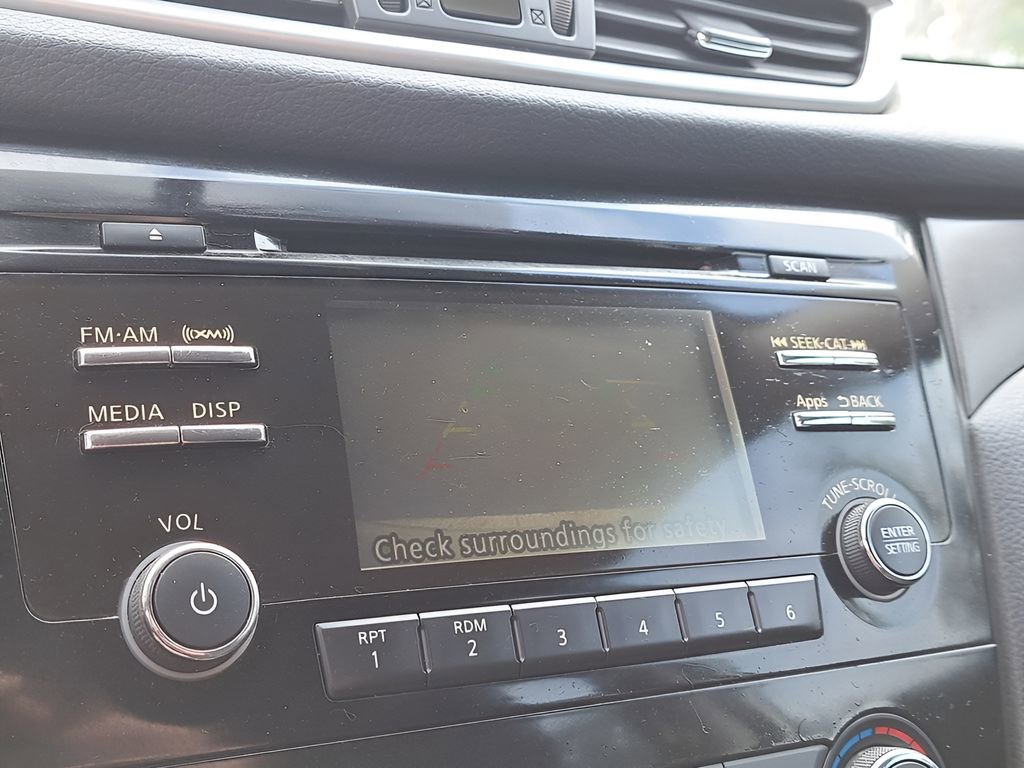 SCAN
FM·AM ((XM))
SEEK·CAT
MEDIA DISP
Apps BACK
Check surroundings for safety.
TUNE·SCROLL
VOL
ENTER
SETTING
RPT
1
RDM
2
3
4
5
6